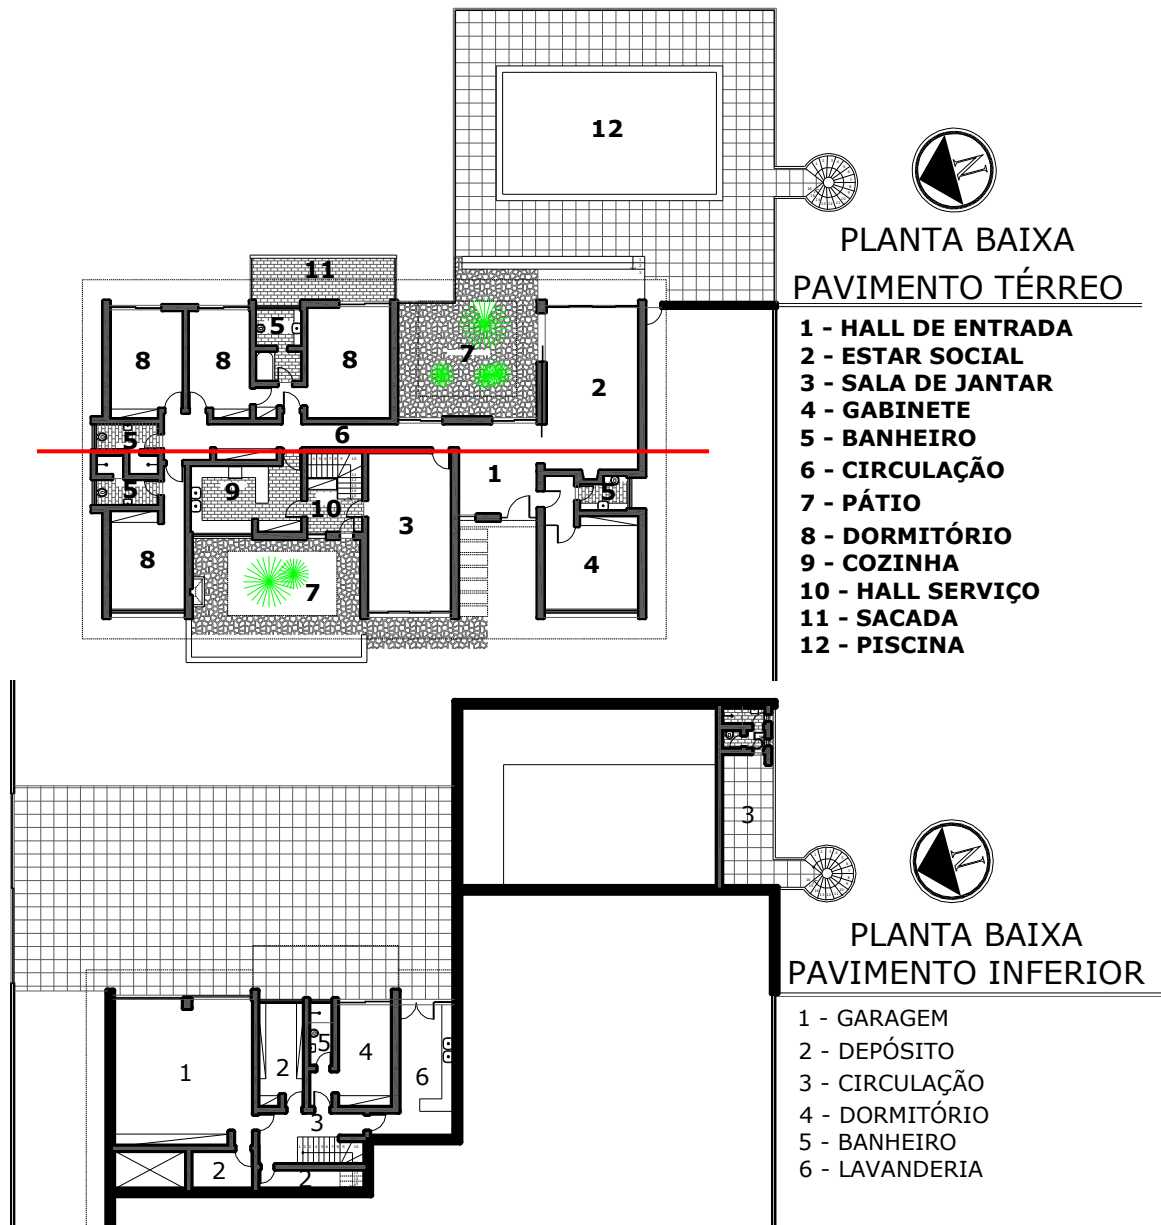 12
N
PLANTA BAIXA
PAVIMENTO TÉRREO
1 - HALL DE ENTRADA
2 - ESTAR SOCIAL
3 - SALA DE JANTAR
4 - GABINETE
5 - BANHEIRO
6 - CIRCULAÇÃO
7 - PÁTIO
8 - DORMITÓRIO
9 - COZINHA
10 - HALL SERVIÇO
11 - SACADA
12 - PISCINA
11
5
8
8
8
7
2
6
5
5
9
10
3
1
5
4
8
7
5
3
N
PLANTA BAIXA
PAVIMENTO INFERIOR
1 - GARAGEM
2 - DEPÓSITO
3 - CIRCULAÇÃO
4 - DORMITÓRIO
5 - BANHEIRO
6 - LAVANDERIA
1
2
5
4
6
3
2
2